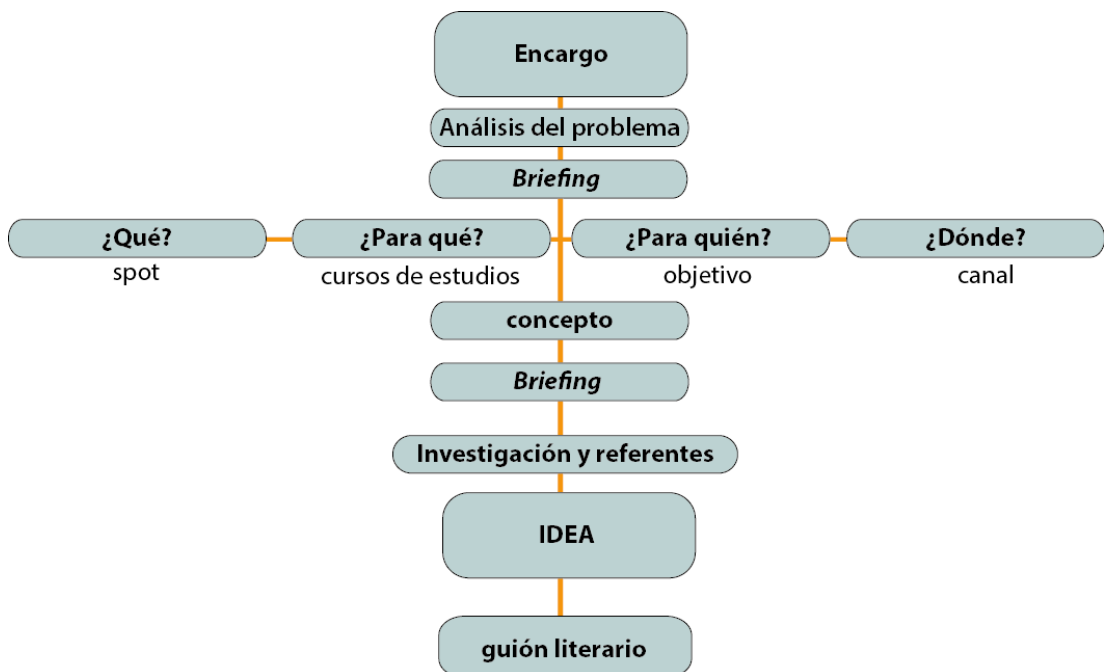 Encargo
Análisis del problema
Briefing
¿Qué?
¿Para qué?
¿Para quién?
¿Dónde?
spot
cursos de estudios
objetivo
canal
concepto
Briefing
Investigación y referentes
IDEA
guión literario